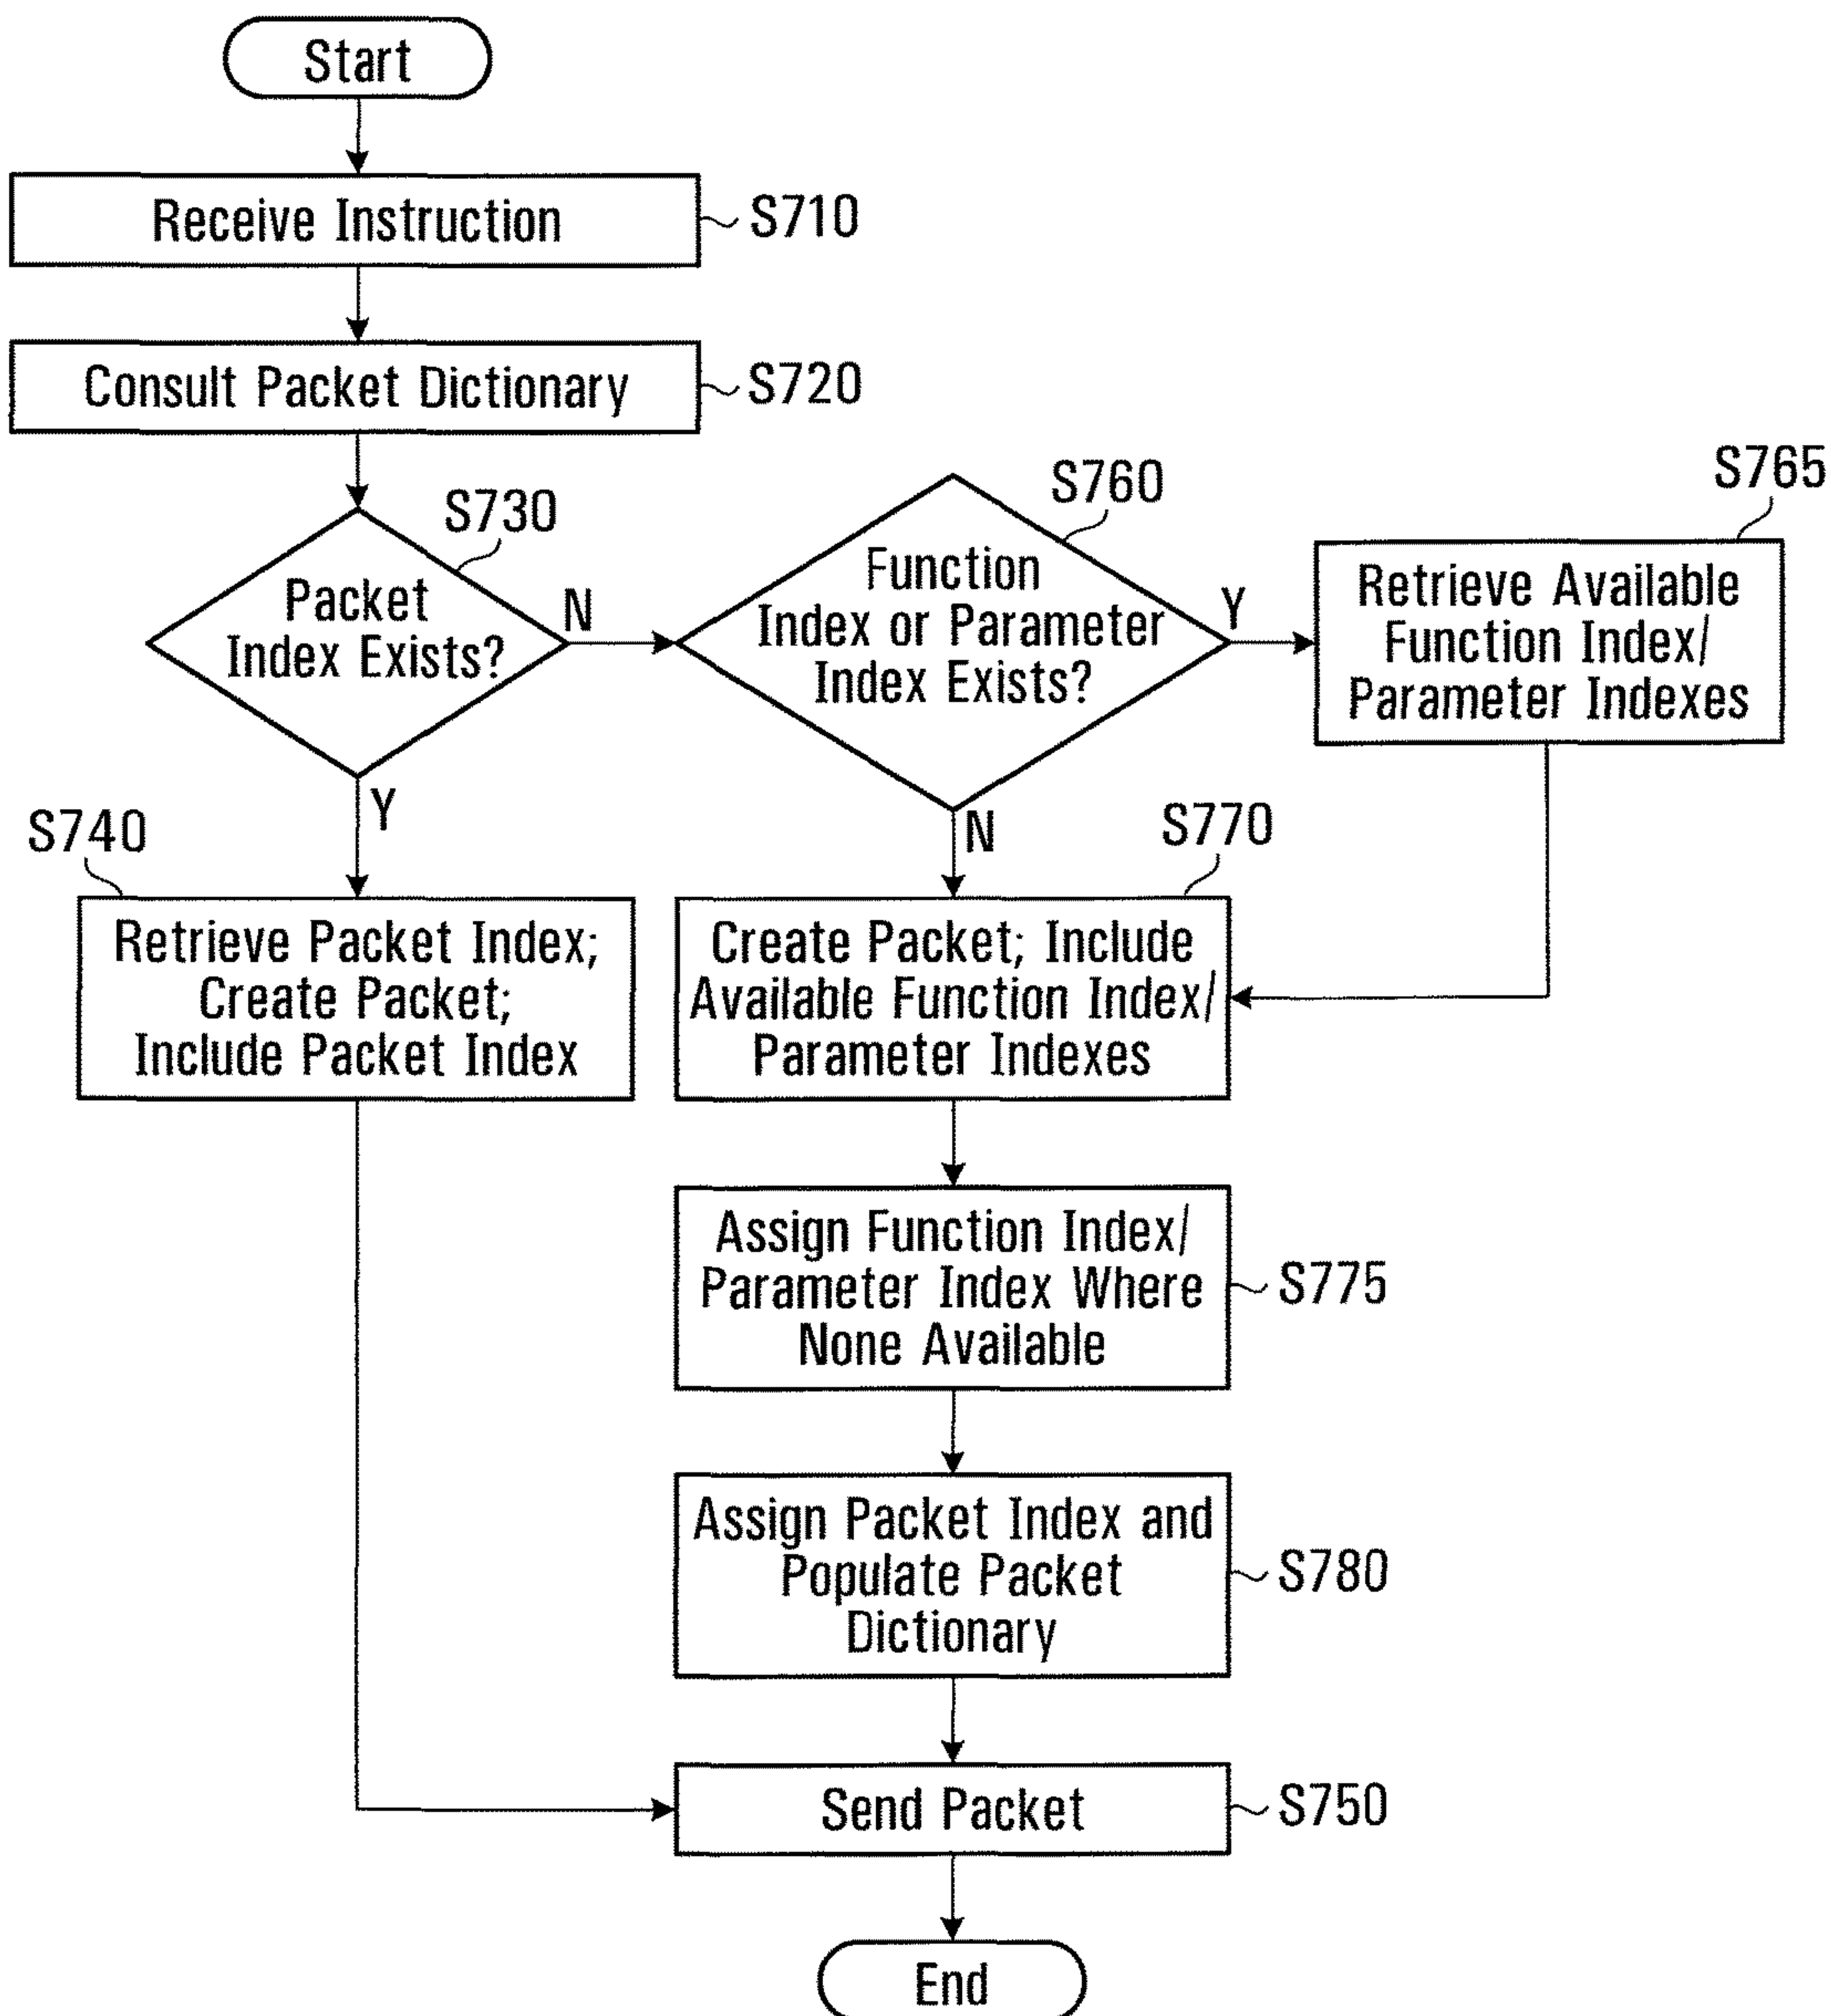 Start
Receive Instruction
S710
Consult Packet Dictionary
S720
S730
Packet
Index Exists?
N
Y
S760
Function
Index or Parameter
Index Exists?
Y
N
S765
Retrieve Available
Function Index/
Parameter Indexes
S740
Retrieve Packet Index;
Create Packet;
Include Packet Index
S770
Create Packet; Include
Available Function Index/
Parameter Indexes
Assign Function Index/
Parameter Index Where
None Available
S775
Assign Packet Index and
Populate Packet
Dictionary
S780
Send Packet
S750
End